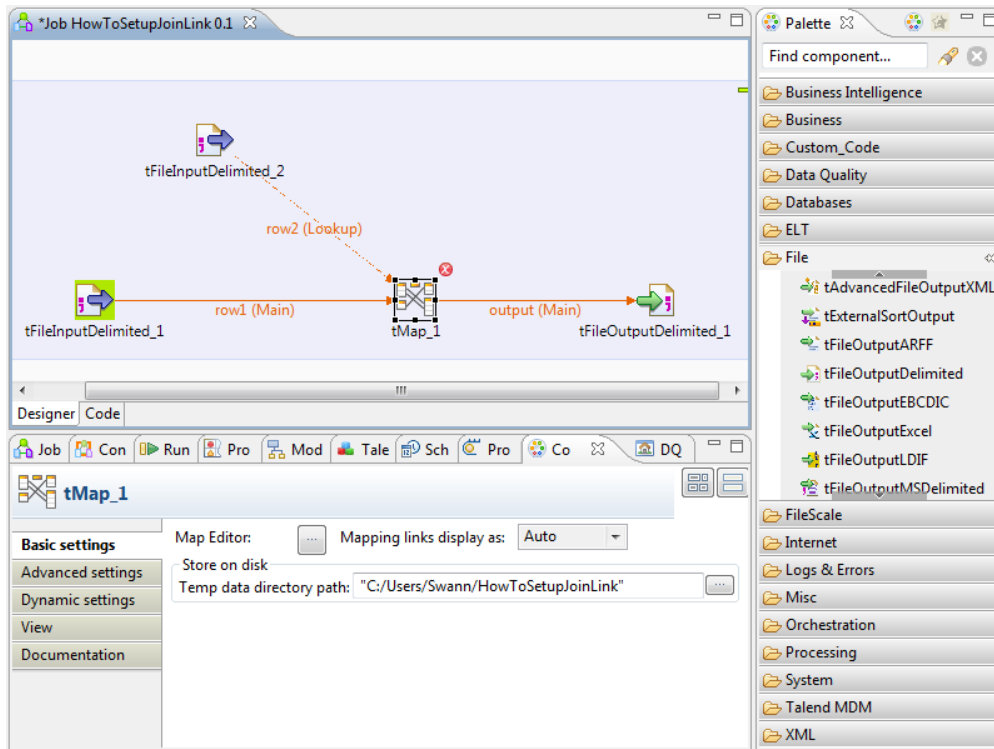 *Job HowToSetupJoinLink 0.1
tFileInputDelimited_2
row2 (Lookup)
row1 (Main)
output (Main)
tFileInputDelimited_1
tMap_1
tFileOutputDelimited_1
Designer
Code
Job
Con
Run
Pro
Mod
Tale
Sch
Pro
Co
DQ
tMap_1
Basic settings
Advanced settings
Dynamic settings
View
Documentation
Map Editor:
...
Mapping links display as:
Auto
Store on disk
Temp data directory path:
"C:/Users/Swann/HowToSetupJoinLink"
...
Palette
Find component...
Business Intelligence
Business
Custom_Code
Data Quality
Databases
ELT
File
tAdvancedFileOutputXML
tExternalSortOutput
tFileOutputARFF
tFileOutputDelimited
tFileOutputEBCDIC
tFileOutputExcel
tFileOutputLDIF
tFileOutputMSDelimited
FileScale
Internet
Logs & Errors
Misc
Orchestration
Processing
System
Talend MDM
XML